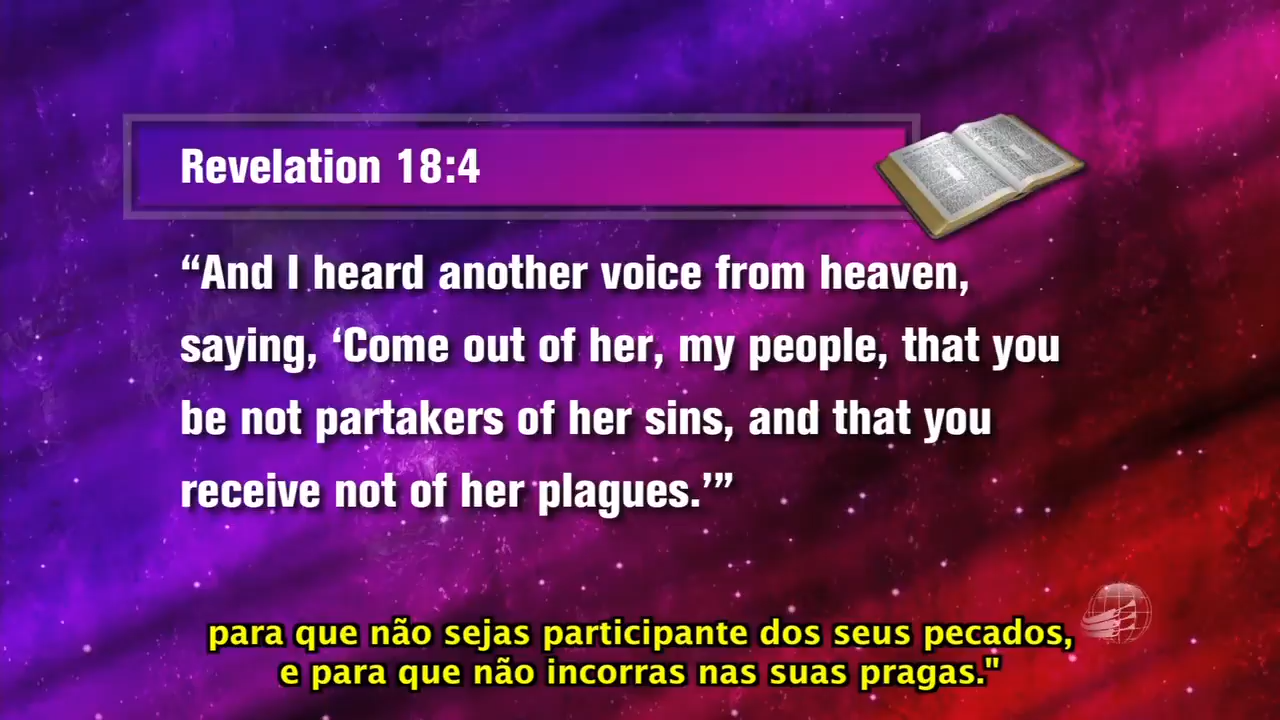 Revelation 18:4
“And I heard another voice from heaven,
saying, ‘Come out of her, my people, that you
be not partakers of her sins, and that you
receive not of her plagues.’”
para que não sejas participante dos seus pecados,
e para que não incorras nas suas pragas."